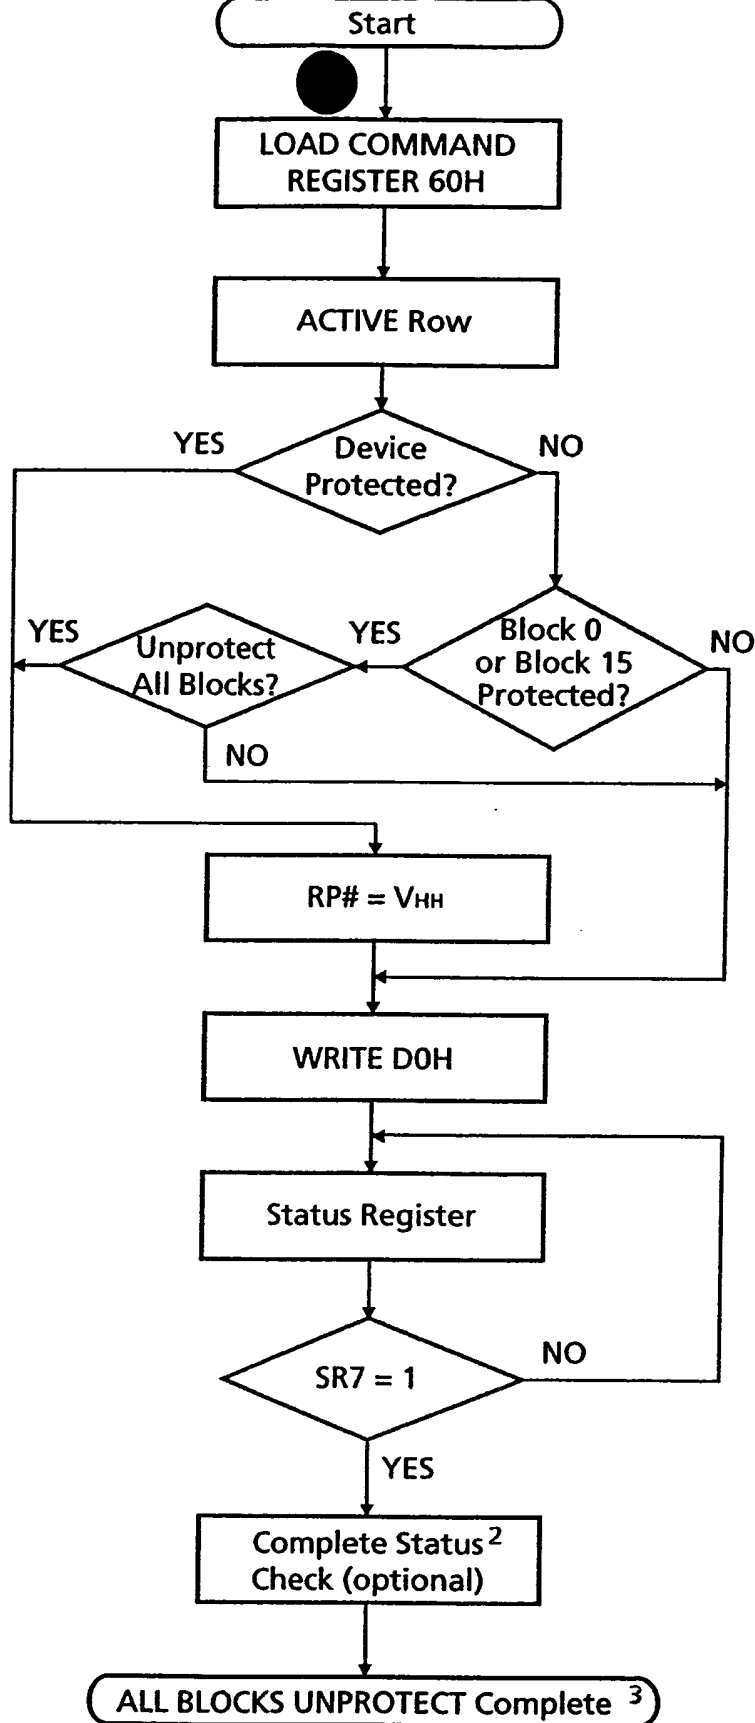 Start
LOAD COMMAND
REGISTER 60H
ACTIVE Row
YES
Device
Protected?
NO
YES
Unprotect
All Blocks?
YES
Block 0
or Block 15
Protected?
NO
NO
RP# = VHH
WRITE D0H
Status Register
SR7 = 1
NO
YES
Complete Status 2
Check (optional)
ALL BLOCKS UNPROTECT Complete 3